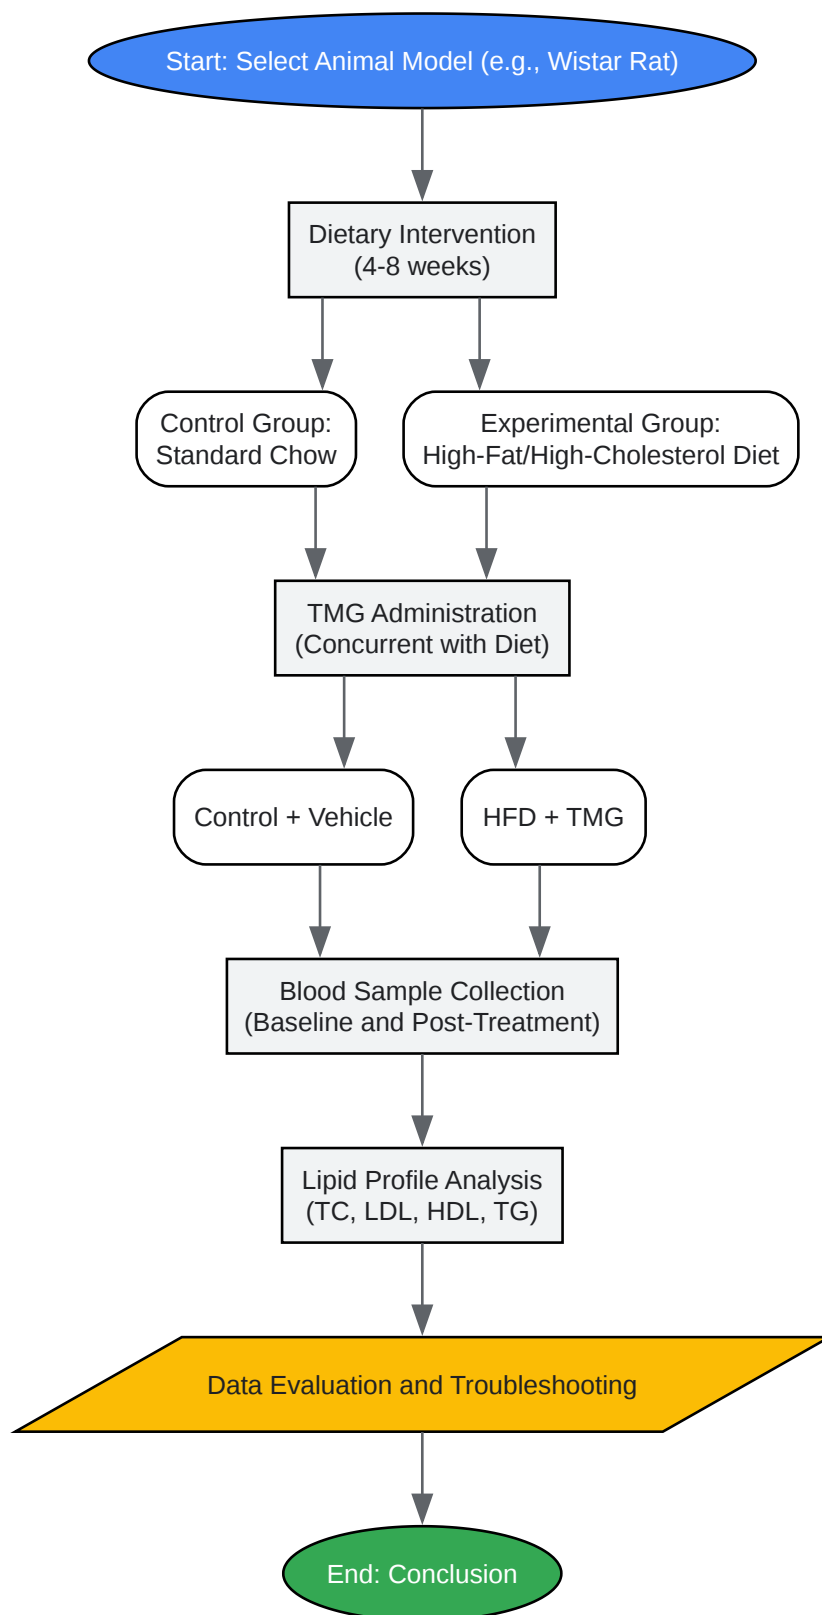 Start: Select Animal Model (e.g., Wistar Rat)
Dietary Intervention
(4-8 weeks)
Control Group:
Standard Chow
Experimental Group:
High-Fat/High-Cholesterol Diet
TMG Administration
(Concurrent with Diet)
Control + Vehicle
HFD + TMG
Blood Sample Collection
(Baseline and Post-Treatment)
Lipid Profile Analysis
(TC, LDL, HDL, TG)
Data Evaluation and Troubleshooting
End: Conclusion